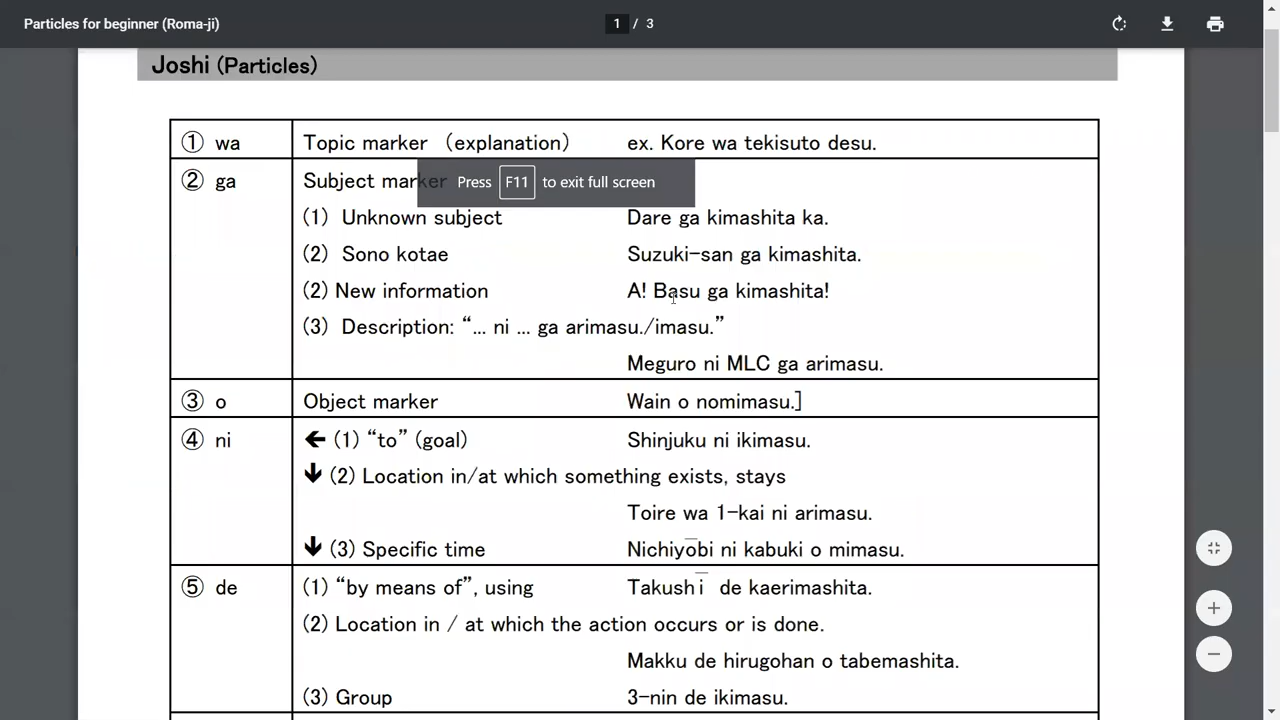 Particles for beginner (Roma-ji)
1 / 3
Joshi (Particles)
① wa Topic marker (explanation) ex. Kore wa tekisuto desu.
② ga Subject marker
Press F11 to exit full screen
(1) Unknown subject Dare ga kimashita ka.
(2) Sono kotae Suzuki-san ga kimashita.
(2) New information A! Basu ga kimashita!
(3) Description: “... ni ... ga arimasu./imasu.”
Meguro ni MLC ga arimasu.
③ o Object marker Wain o nomimasu.]
④ ni ← (1) “to” (goal) Shinjuku ni ikimasu.
↓ (2) Location in/at which something exists, stays
Toire wa 1-kai ni arimasu.
↓ (3) Specific time Nichiyōbi ni kabuki o mimasu.
⑤ de (1) “by means of”, using Takushī de kaerimashita.
(2) Location in / at which the action occurs or is done.
Makku de hirugohan o tabemashita.
(3) Group 3-nin de ikimasu.